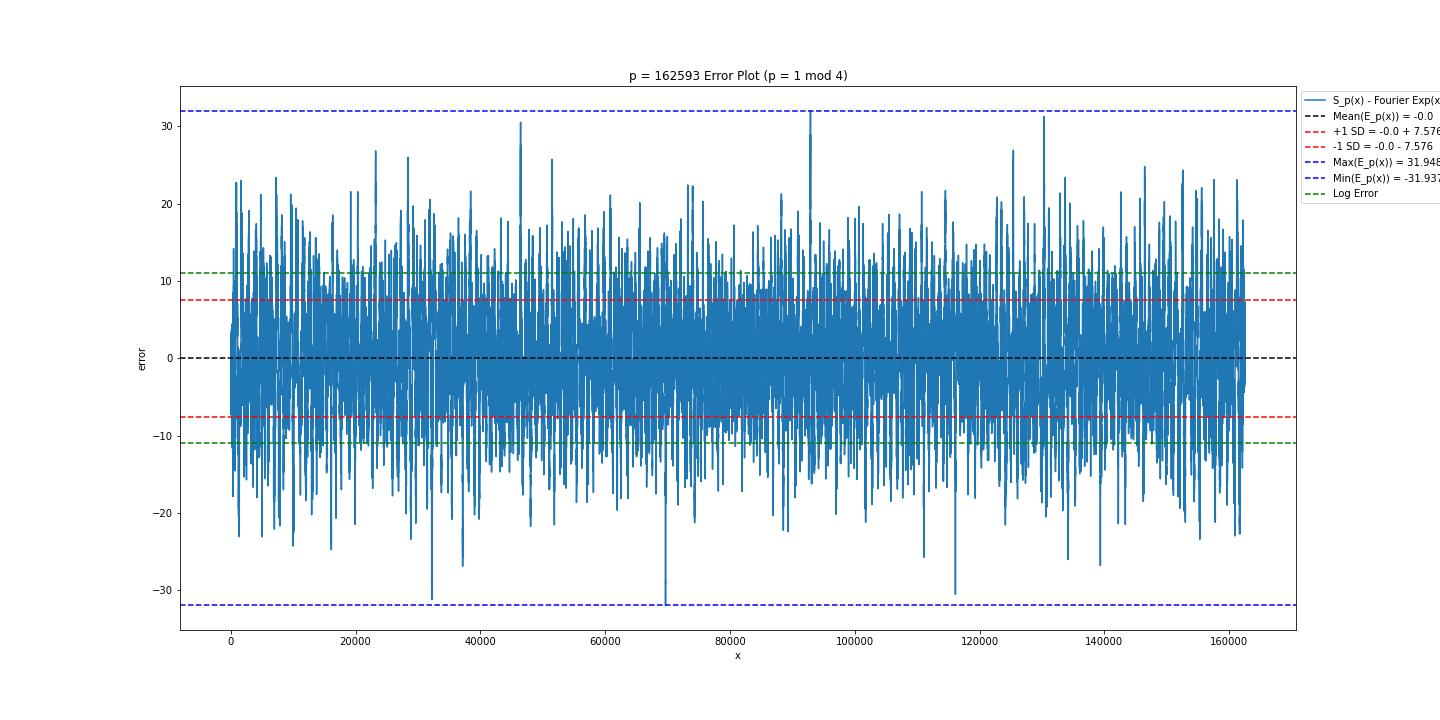 p = 162593 Error Plot (p = 1 mod 4)
S_p(x) - Fourier Exp(x
Mean(E_p(x)) = -0.0
+1 SD = -0.0 + 7.576
-1 SD = -0.0 - 7.576
Max(E_p(x)) = 31.948
Min(E_p(x)) = -31.937
Log Error
30
20
10
0
−10
−20
−30
error
0 20000 40000 60000 80000 100000 120000 140000 160000
x